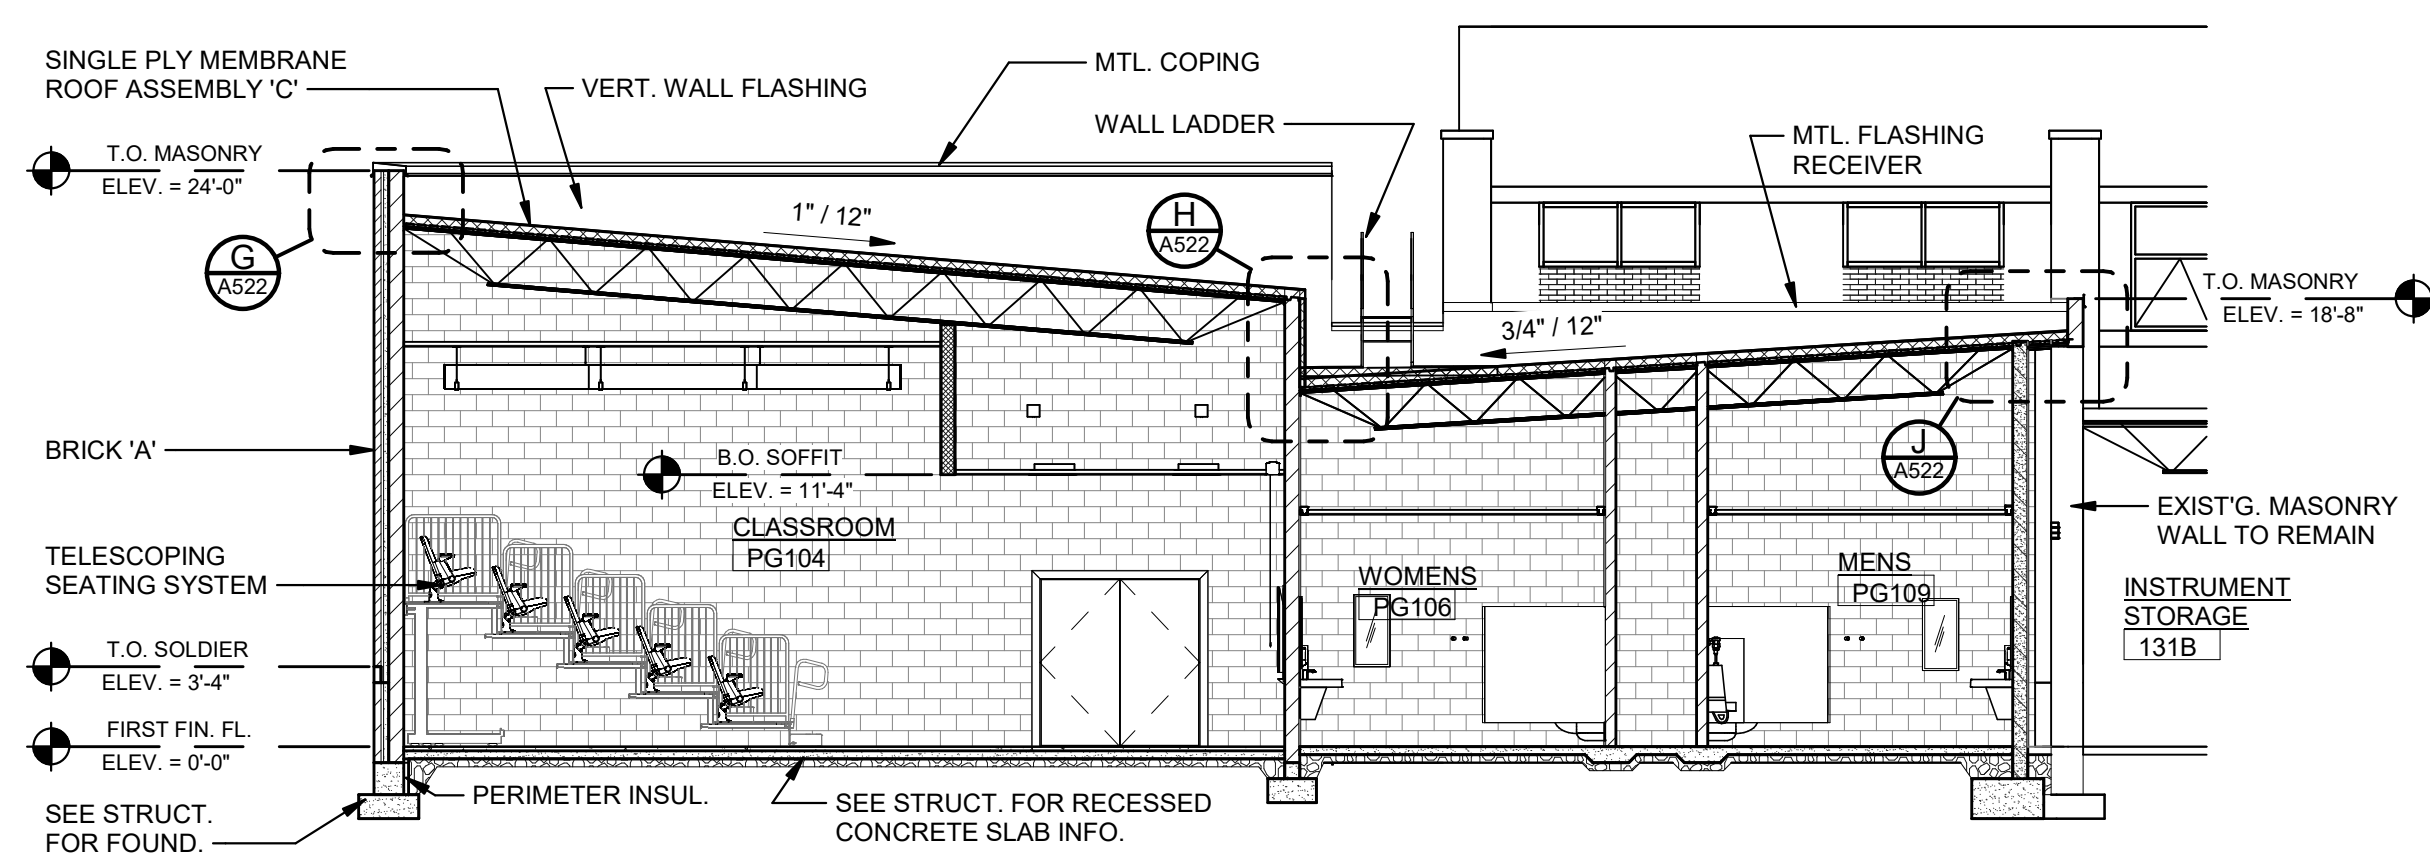 SINGLE PLY MEMBRANE
ROOF ASSEMBLY 'C'
VERT. WALL FLASHING
MTL. COPING
WALL LADDER
MTL. FLASHING
RECEIVER
T.O. MASONRY
ELEV. = 24'-0"
1" / 12"
G
A522
H
A522
3/4" / 12"
T.O. MASONRY
ELEV. = 18'-8"
BRICK 'A'
B.O. SOFFIT
ELEV. = 11'-4"
J
A522
CLASSROOM
PG104
EXIST'G. MASONRY
WALL TO REMAIN
TELESCOPING
SEATING SYSTEM
WOMENS
PG106
MENS
PG109
INSTRUMENT
STORAGE
131B
T.O. SOLDIER
ELEV. = 3'-4"
FIRST FIN. FL.
ELEV. = 0'-0"
PERIMETER INSUL.
SEE STRUCT. FOR RECESSED
CONCRETE SLAB INFO.
SEE STRUCT.
FOR FOUND.